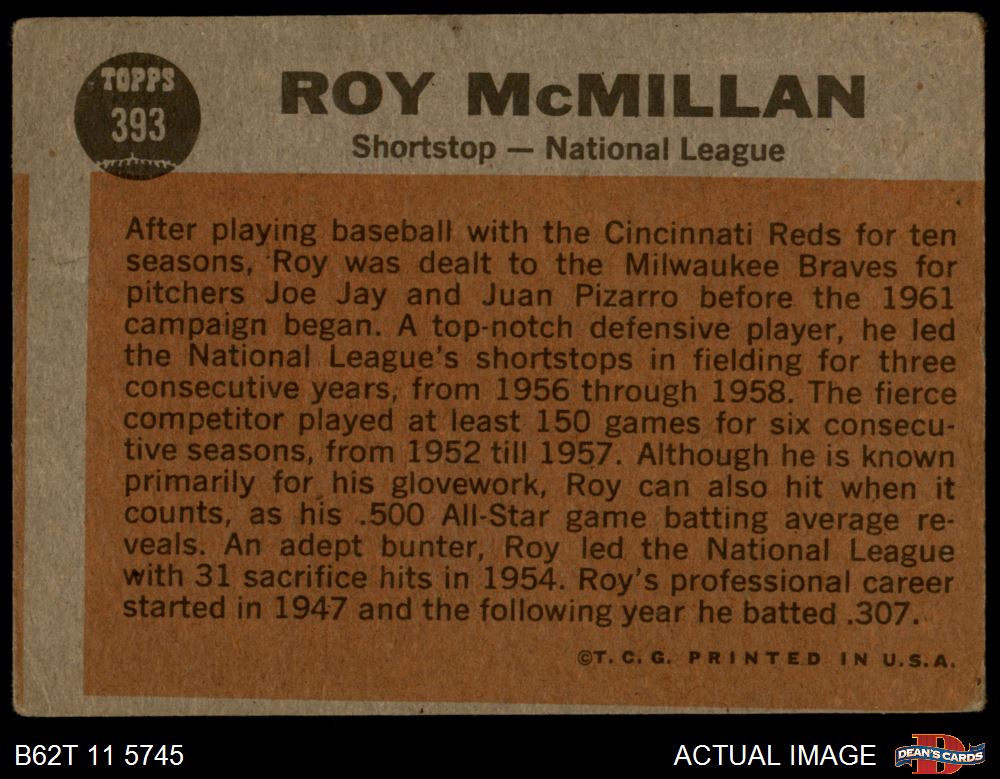 TOPPS
393
ROY McMILLAN
Shortstop — National League
After playing baseball with the Cincinnati Reds for ten
seasons, Roy was dealt to the Milwaukee Braves for
pitchers Joe Jay and Juan Pizarro before the 1961
campaign began. A top-notch defensive player, he led
the National League's shortstops in fielding for three
consecutive years, from 1956 through 1958. The fierce
competitor played at least 150 games for six consecu-
tive seasons, from 1952 till 1957. Although he is known
primarily for his glovework, Roy can also hit when it
counts, as his .500 All-Star game batting average re-
veals. An adept bunter, Roy led the National League
with 31 sacrifice hits in 1954. Roy's professional career
started in 1947 and the following year he batted .307.
©T. C. G. PRINTED IN U.S.A.
B62T 11 5745
ACTUAL IMAGE
D
DEAN'S CARDS